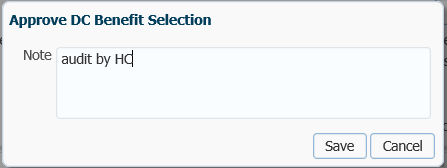 Approve DC Benefit Selection
Note
audit by HC
Save
Cancel